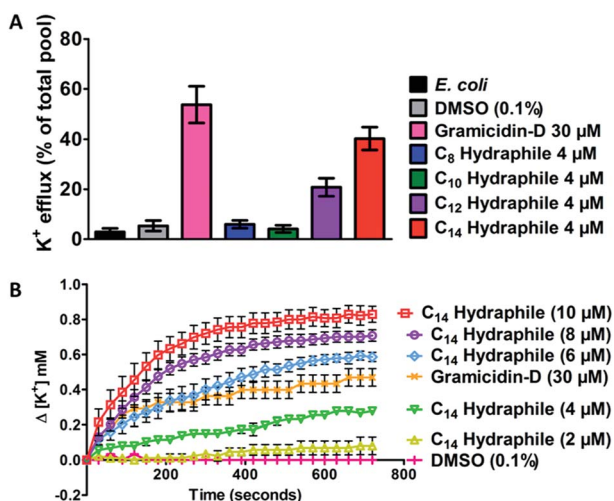 A
K⁺ efflux (% of total pool)
80
60
40
20
0
E. coli
DMSO (0.1%)
Gramicidin-D 30 µM
C₈ Hydraphile 4 µM
C₁₀ Hydraphile 4 µM
C₁₂ Hydraphile 4 µM
C₁₄ Hydraphile 4 µM
B
Δ [K⁺] mM
1.0
0.8
0.6
0.4
0.2
0.0
-0.2
200
400
600
800
Time (seconds)
C₁₄ Hydraphile (10 µM)
C₁₄ Hydraphile (8 µM)
C₁₄ Hydraphile (6 µM)
Gramicidin-D (30 µM)
C₁₄ Hydraphile (4 µM)
C₁₄ Hydraphile (2 µM)
DMSO (0.1%)